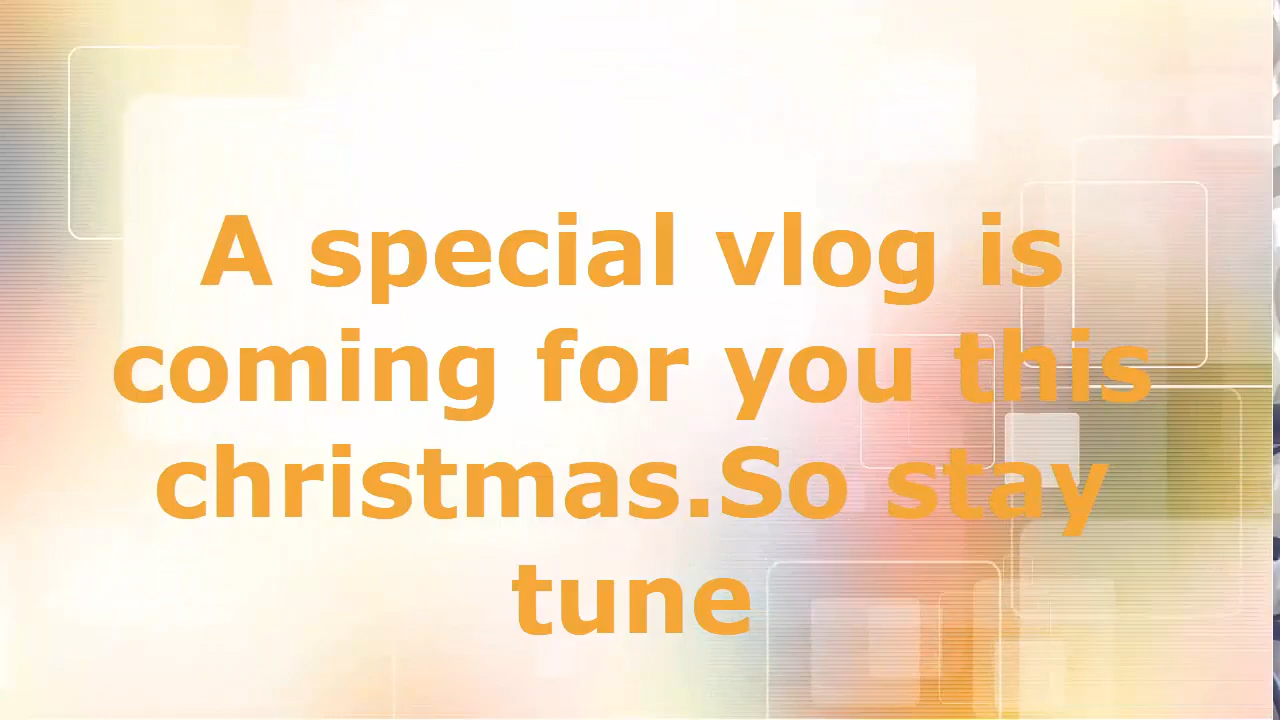 A special vlog is
coming for you this
christmas.So stay
tune